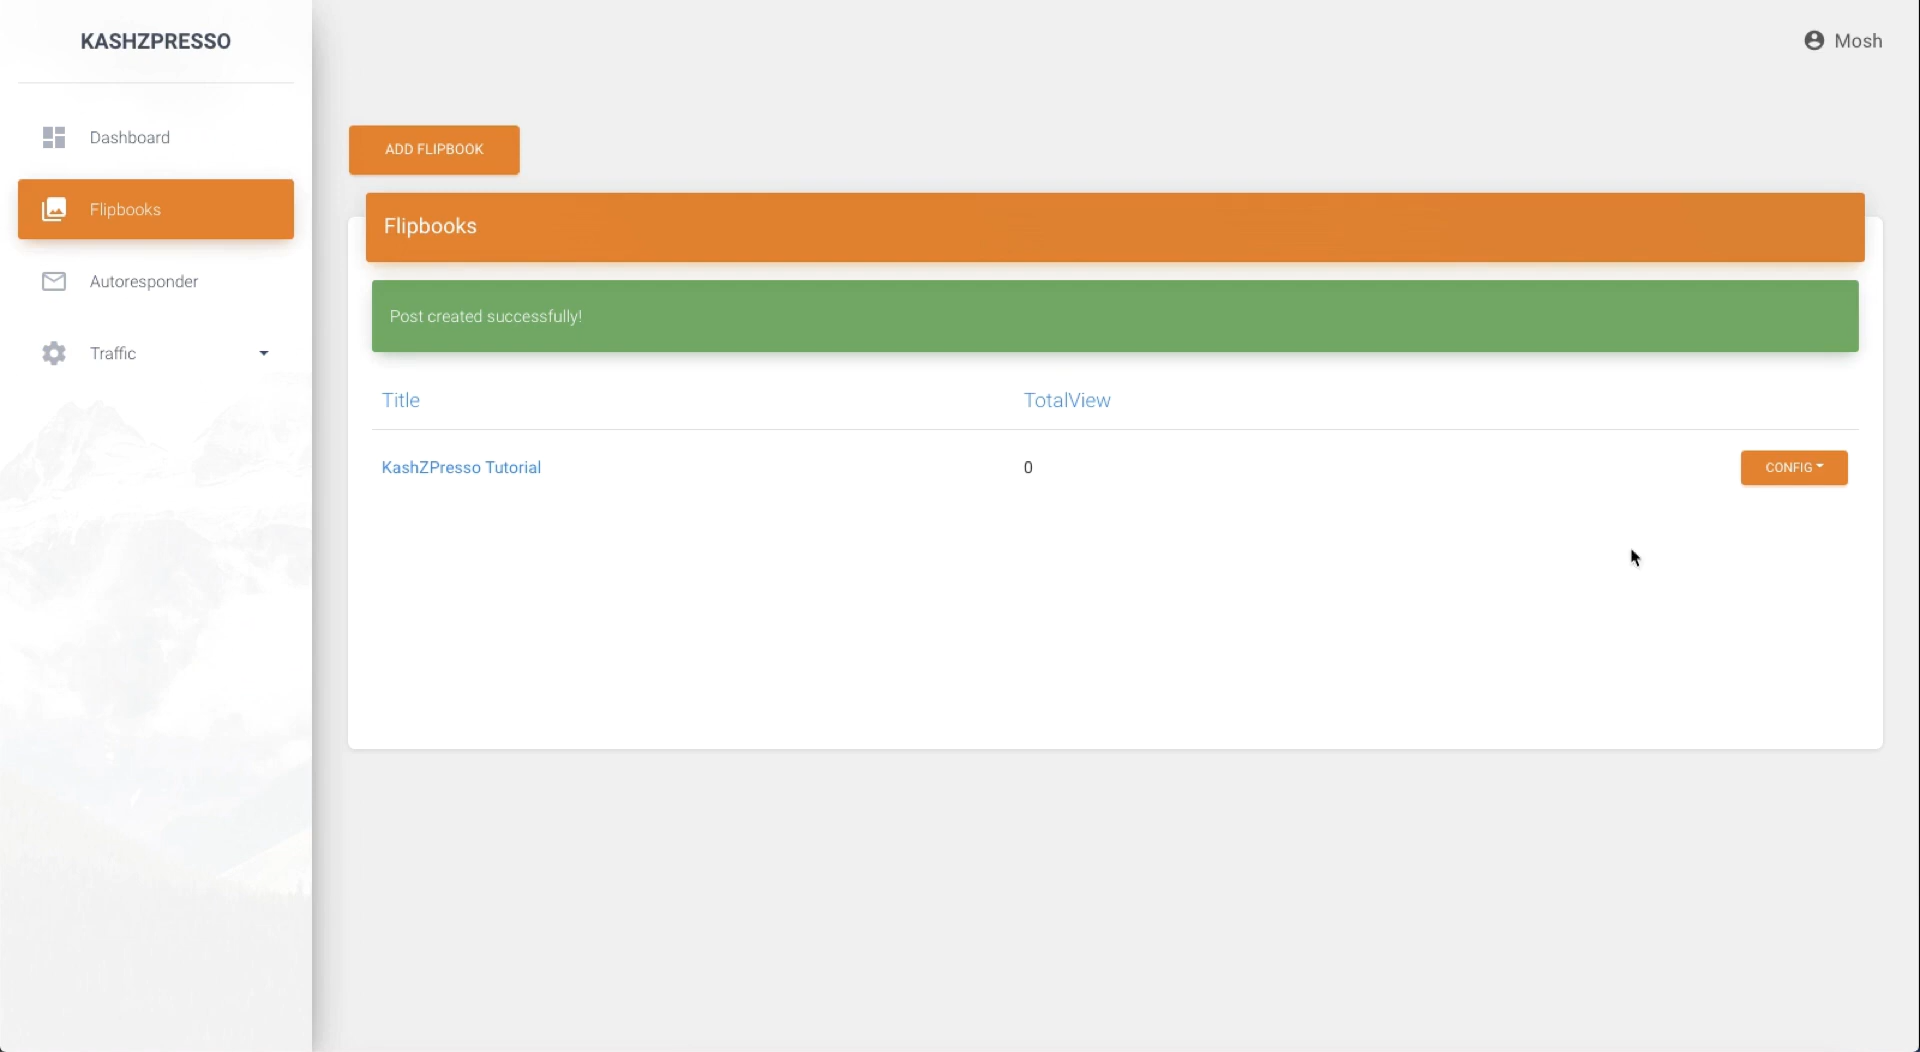 KASHZPRESSO
Mosh
Dashboard
Flipbooks
Autoresponder
Traffic
ADD FLIPBOOK
Flipbooks
Post created successfully!
Title TotalView
KashZPresso Tutorial 0 CONFIG